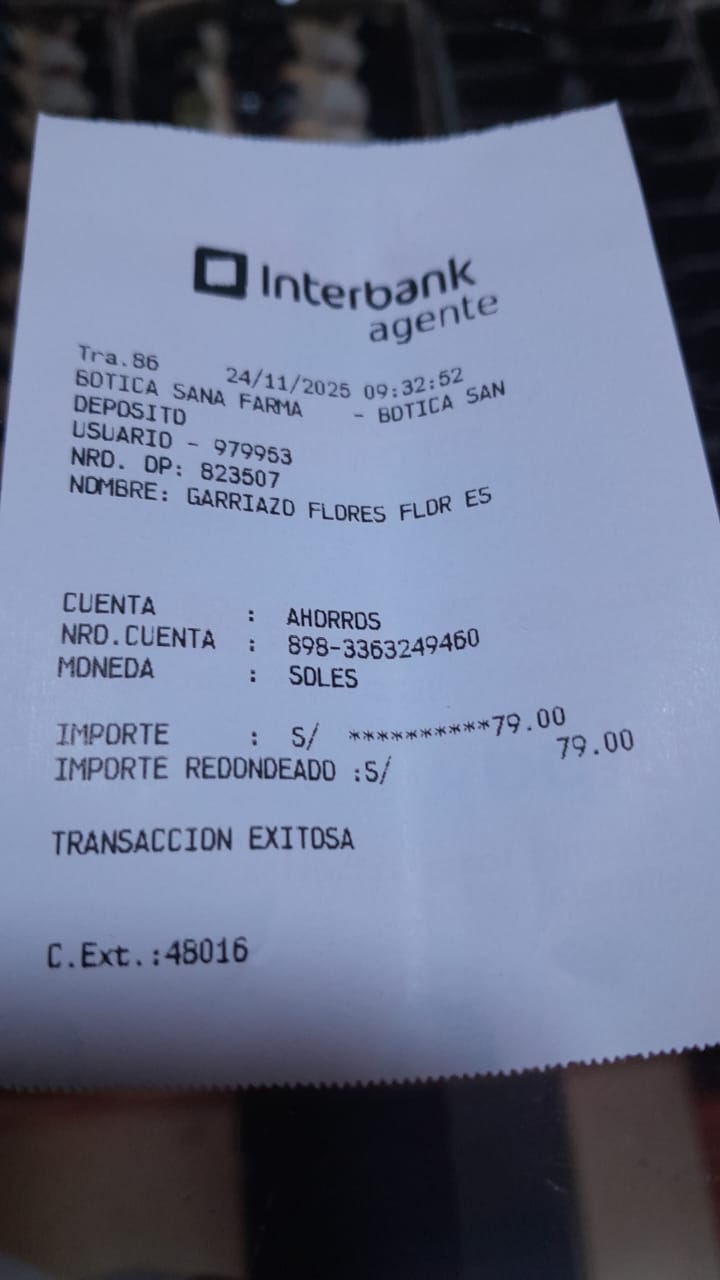 Interbank
agente
Tra.86 24/11/2025 09:32:52
BOTICA SANA FARMA - BOTICA SAN
DEPOSITO
USUARIO - 979953
NRO. OP: 823507
NOMBRE: GARRIAZO FLORES FLOR ES
CUENTA : AHORROS
NRO.CUENTA : 898-3363249460
MONEDA : SOLES
IMPORTE : S/ **********79.00
IMPORTE REDONDEADO :S/ 79.00
TRANSACCION EXITOSA
C.Ext.:48016